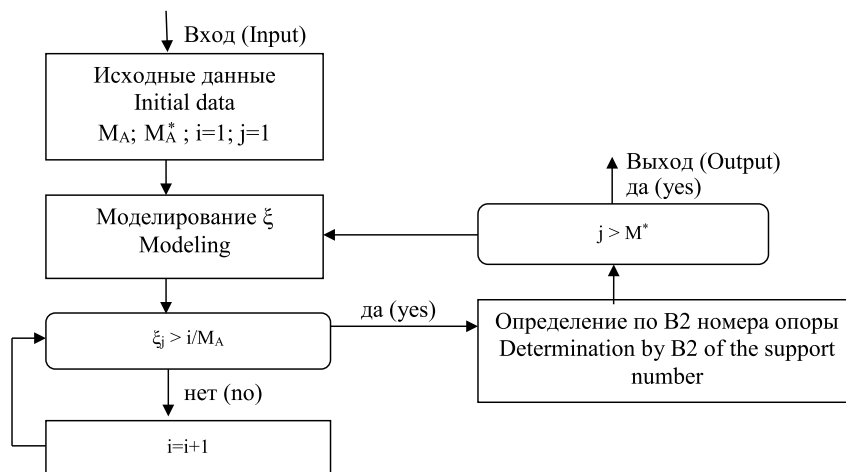 Вход (Input)
Исходные данные
Initial data
M_A; M_A^* ; i=1; j=1
Моделирование ξ
Modeling
ξ_j > i/M_A
да (yes)
нет (no)
i=i+1
Определение по В2 номера опоры
Determination by B2 of the support
number
j > M^*
Выход (Output)
да (yes)